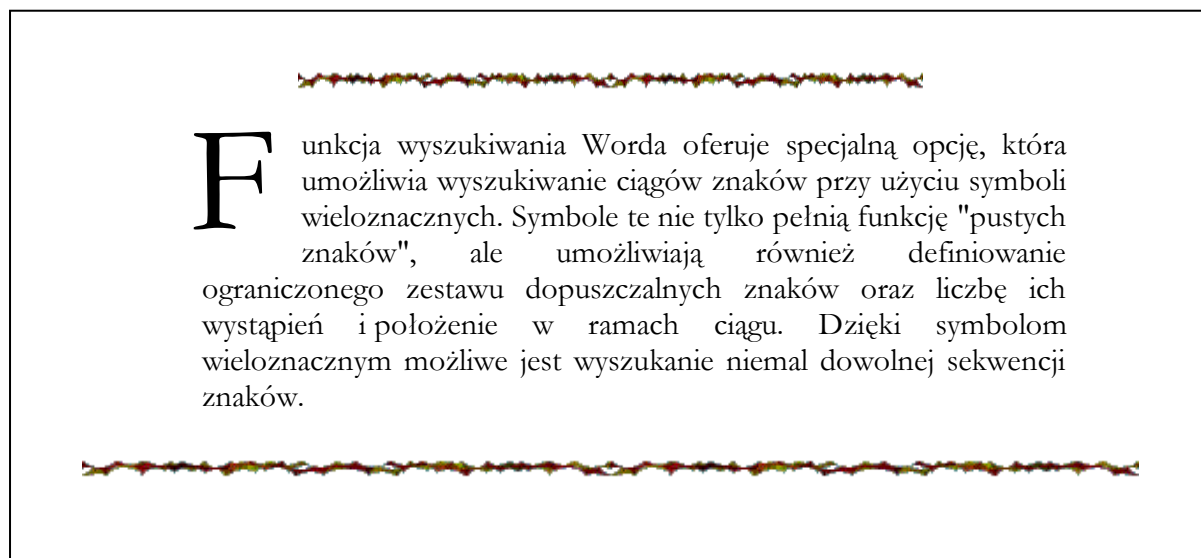 Funkcja wyszukiwania Worda oferuje specjalną opcję, która
umożliwia wyszukiwanie ciągów znaków przy użyciu symboli
wieloznacznych. Symbole te nie tylko pełnią funkcję "pustych
znaków", ale umożliwiają również definiowanie
ograniczonego zestawu dopuszczalnych znaków oraz liczbę ich
wystąpień i położenie w ramach ciągu. Dzięki symbolom
wieloznacznym możliwe jest wyszukanie niemal dowolnej sekwencji
znaków.